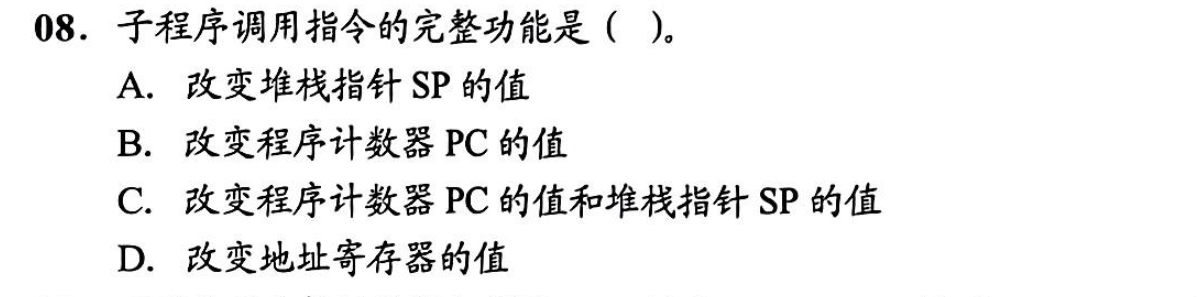 08. 子程序调用指令的完整功能是（ ）。
A. 改变堆栈指针 SP 的值
B. 改变程序计数器 PC 的值
C. 改变程序计数器 PC 的值和堆栈指针 SP 的值
D. 改变地址寄存器的值